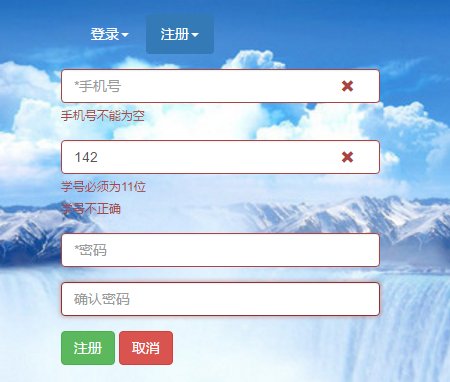 登录 注册
*手机号
手机号不能为空
142
学号必须为11位
学号不正确
*密码
确认密码
注册 取消